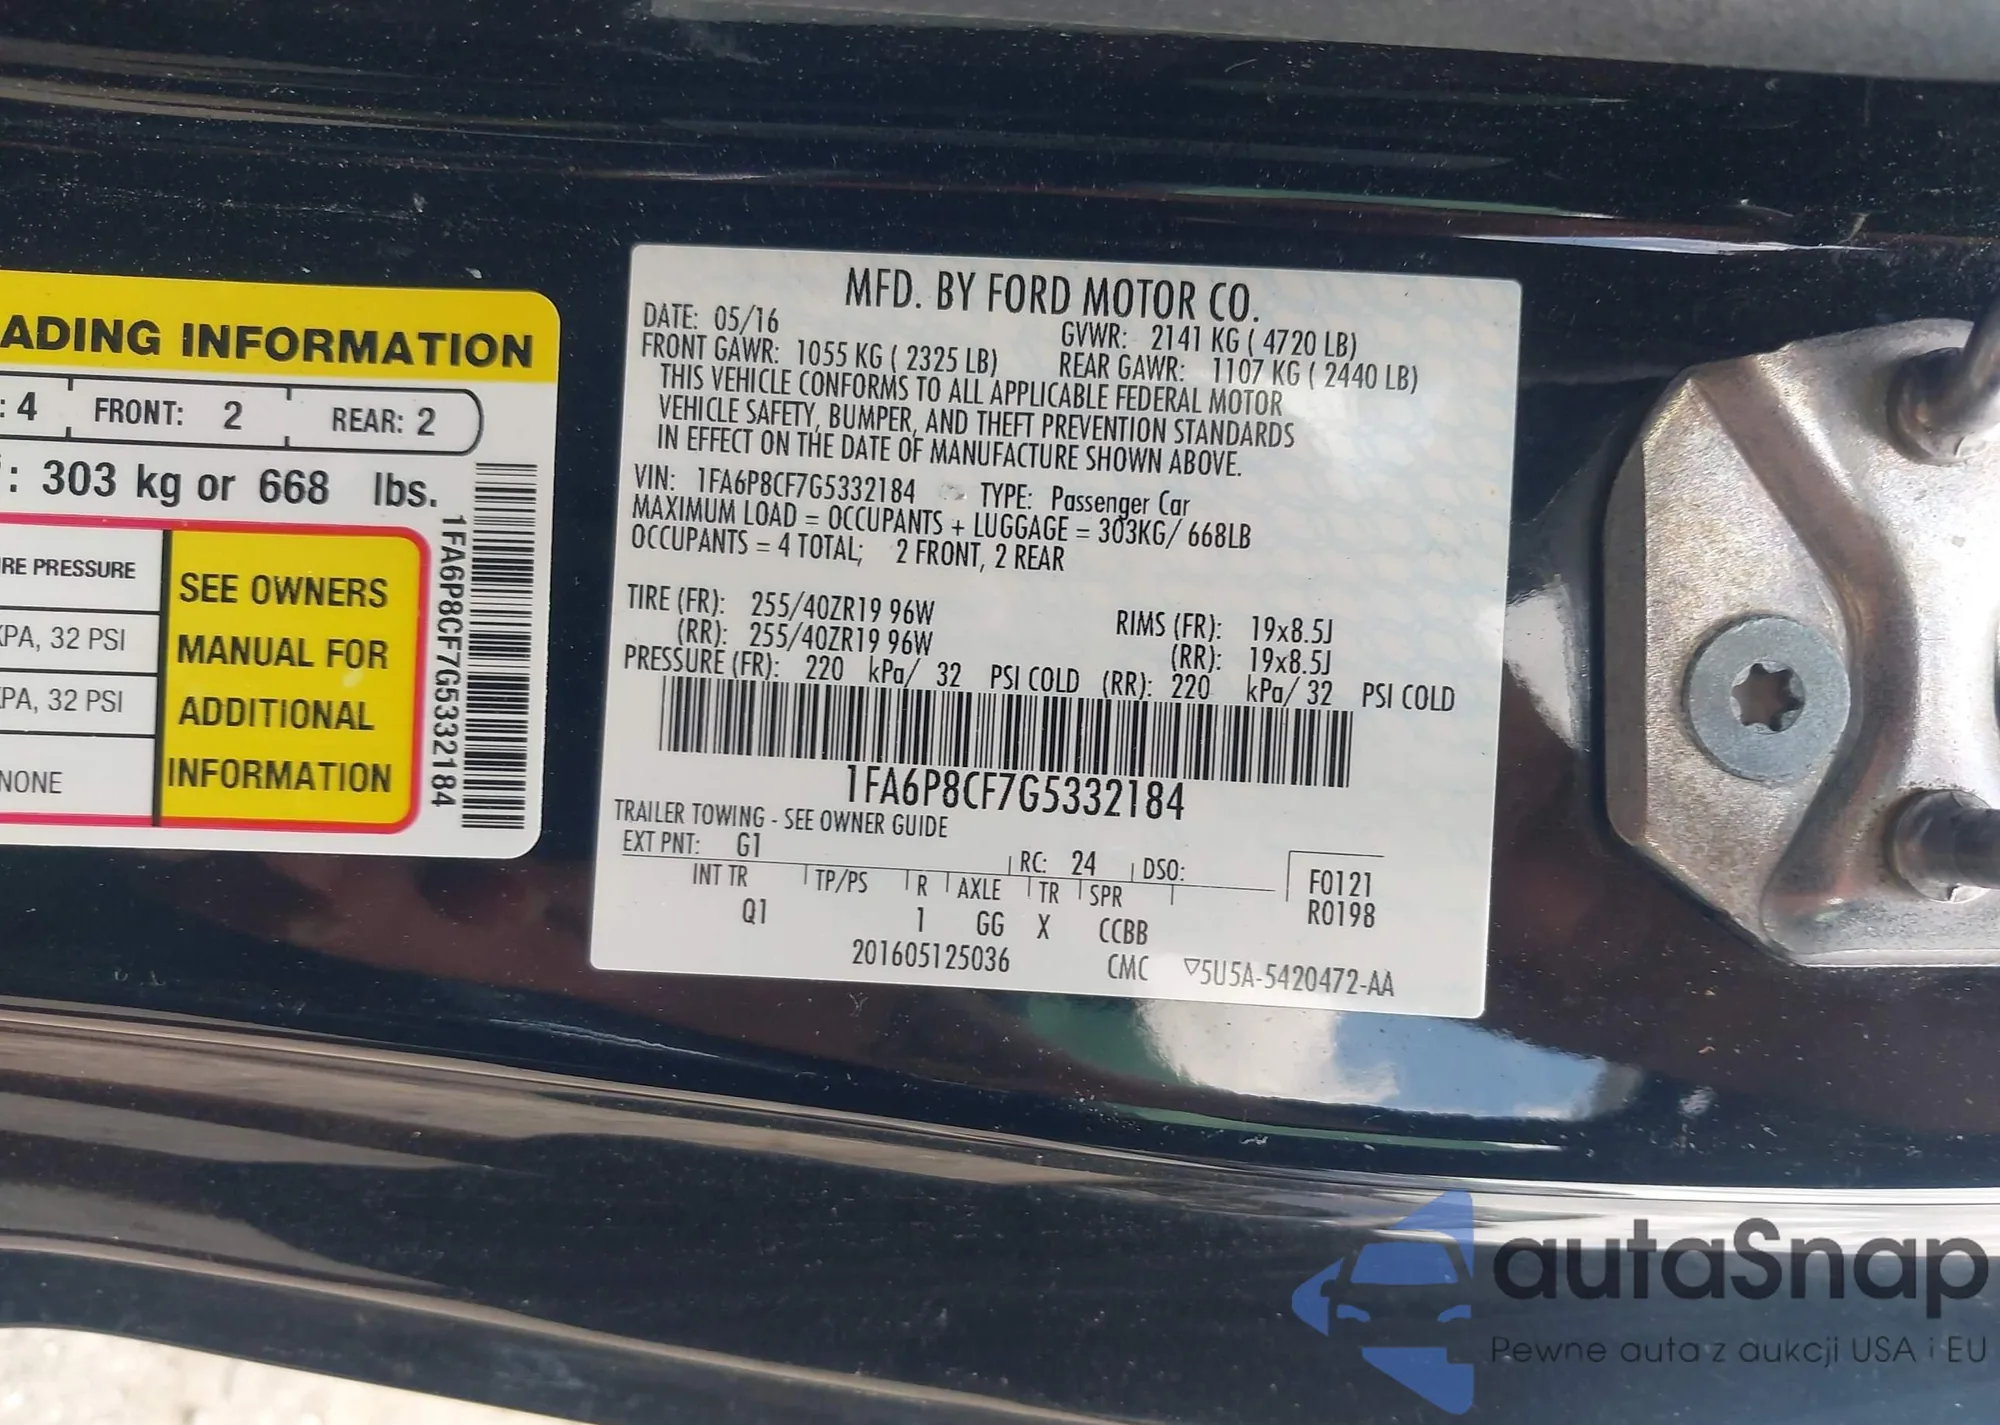 ADING INFORMATION
: 4 FRONT: 2 REAR: 2
: 303 kg or 668 lbs.
RE PRESSURE
KPA, 32 PSI
KPA, 32 PSI
NONE
SEE OWNERS
MANUAL FOR
ADDITIONAL
INFORMATION
1FA6P8CF7G5332184
MFD. BY FORD MOTOR CO.
DATE: 05/16 GVWR: 2141 KG ( 4720 LB)
FRONT GAWR: 1055 KG ( 2325 LB) REAR GAWR: 1107 KG ( 2440 LB)
THIS VEHICLE CONFORMS TO ALL APPLICABLE FEDERAL MOTOR
VEHICLE SAFETY, BUMPER, AND THEFT PREVENTION STANDARDS
IN EFFECT ON THE DATE OF MANUFACTURE SHOWN ABOVE.
VIN: 1FA6P8CF7G5332184 TYPE: Passenger Car
MAXIMUM LOAD = OCCUPANTS + LUGGAGE = 303KG/ 668LB
OCCUPANTS = 4 TOTAL; 2 FRONT, 2 REAR
TIRE (FR): 255/40ZR19 96W RIMS (FR): 19x8.5J
(RR): 255/40ZR19 96W (RR): 19x8.5J
PRESSURE (FR): 220 kPa/ 32 PSI COLD (RR): 220 kPa/ 32 PSI COLD
1FA6P8CF7G5332184
TRAILER TOWING - SEE OWNER GUIDE
EXT PNT: G1 RC: 24 DSO: F0121
INT TR TP/PS R AXLE TR SPR R0198
Q1 1 GG X CCBB
201605125036 CMC ▽5U5A-5420472-AA
autaSnap
Pewne auta z aukcji USA i EU